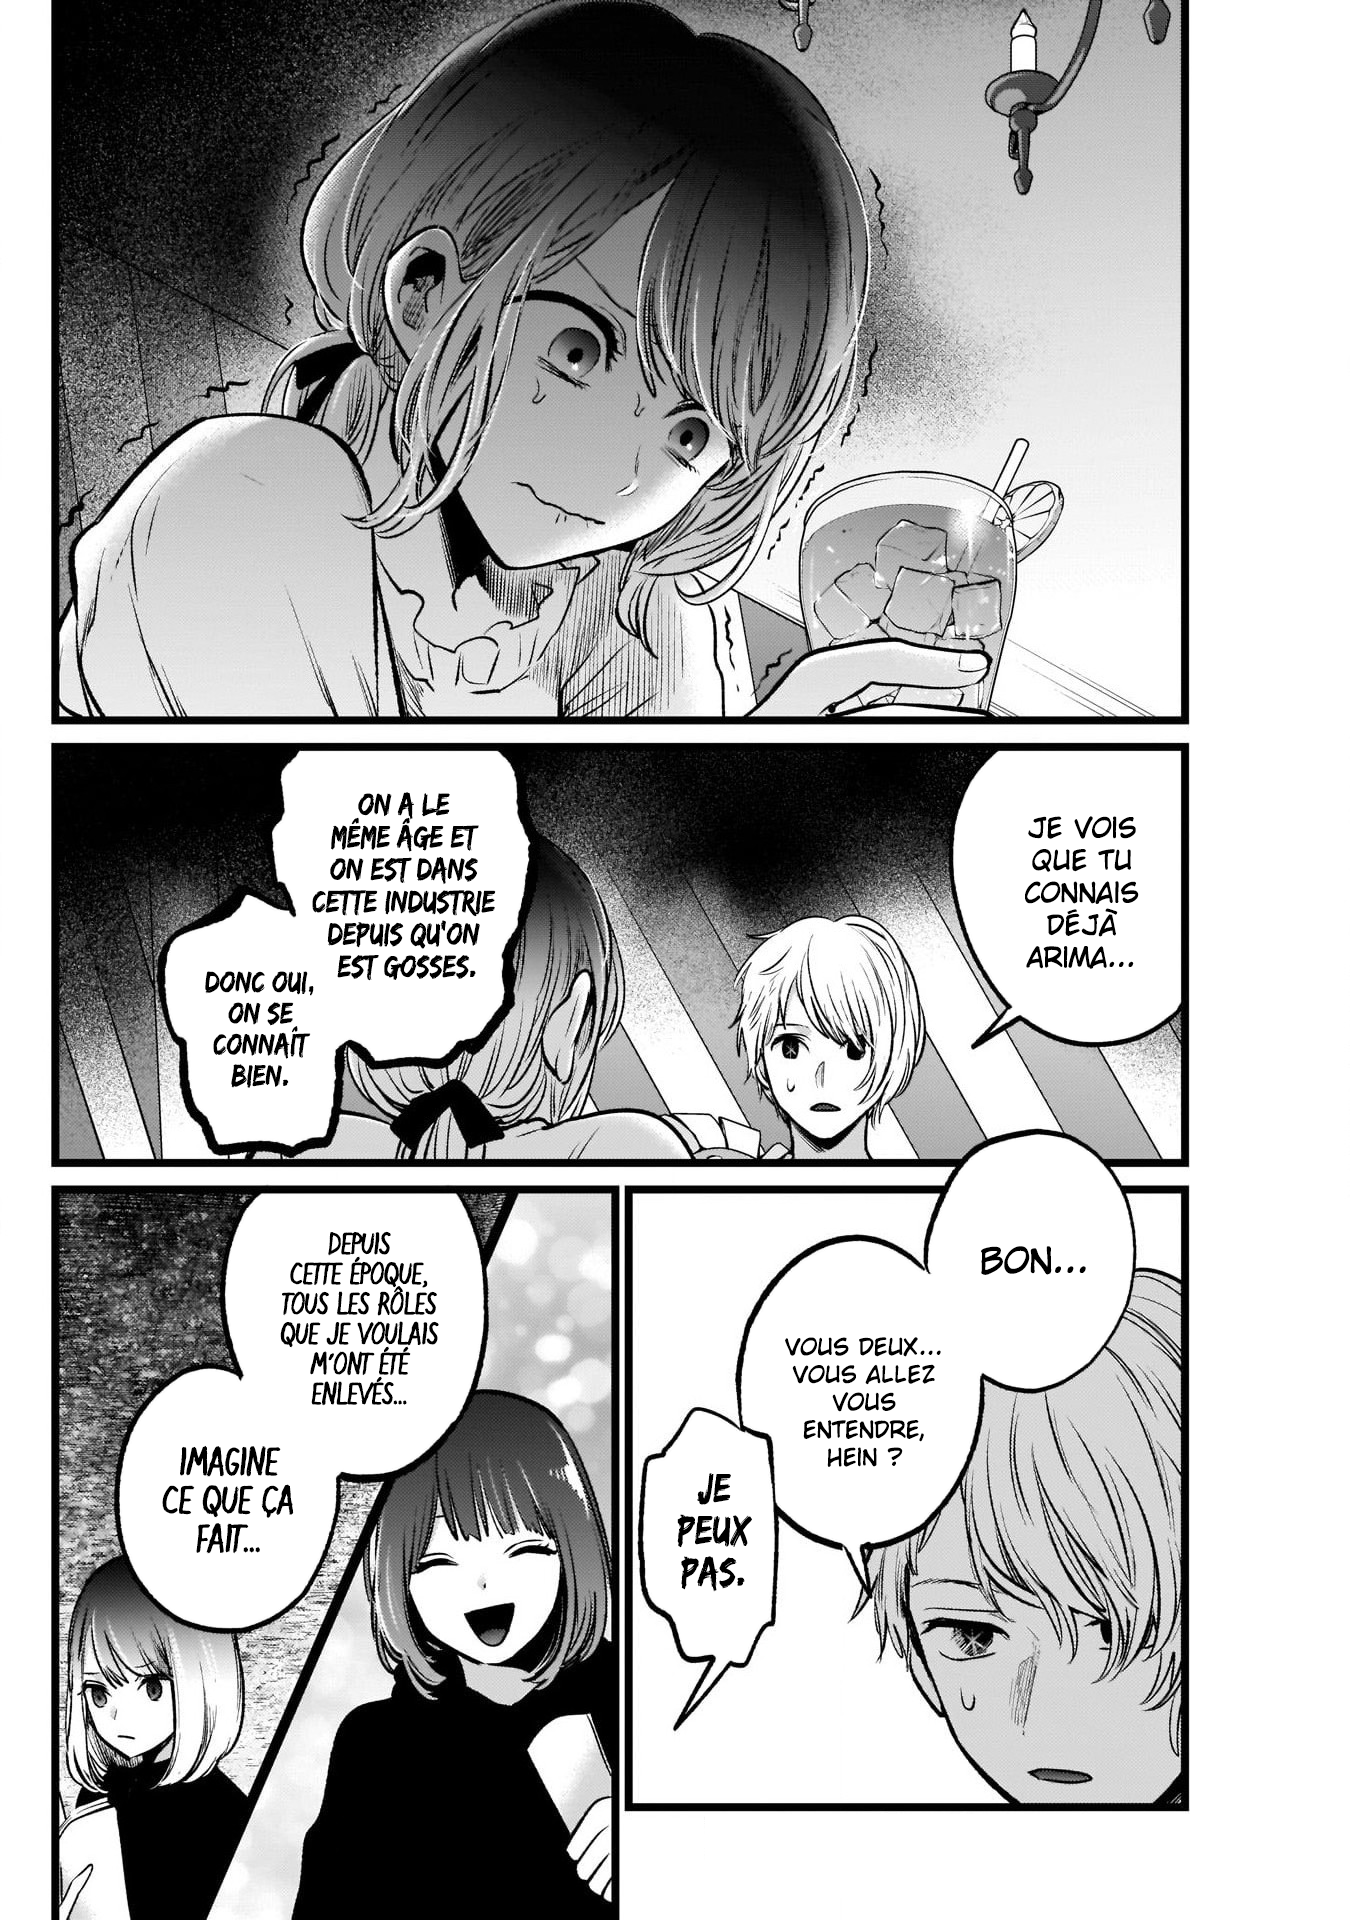 JE VOIS
QUE TU
CONNAIS
DÉJÀ
ARIMA...
ON A LE
MÊME ÂGE ET
ON EST DANS
CETTE INDUSTRIE
DEPUIS QU'ON
EST GOSSES.
DONC OUI,
ON SE
CONNAÎT
BIEN.
BON...
VOUS DEUX...
VOUS ALLEZ
VOUS
ENTENDRE,
HEIN ?
JE
PEUX
PAS.
DEPUIS
CETTE ÉPOQUE,
TOUS LES RÔLES
QUE JE VOULAIS
M'ONT ÉTÉ
ENLEVÉS...
IMAGINE
CE QUE ÇA
FAIT...